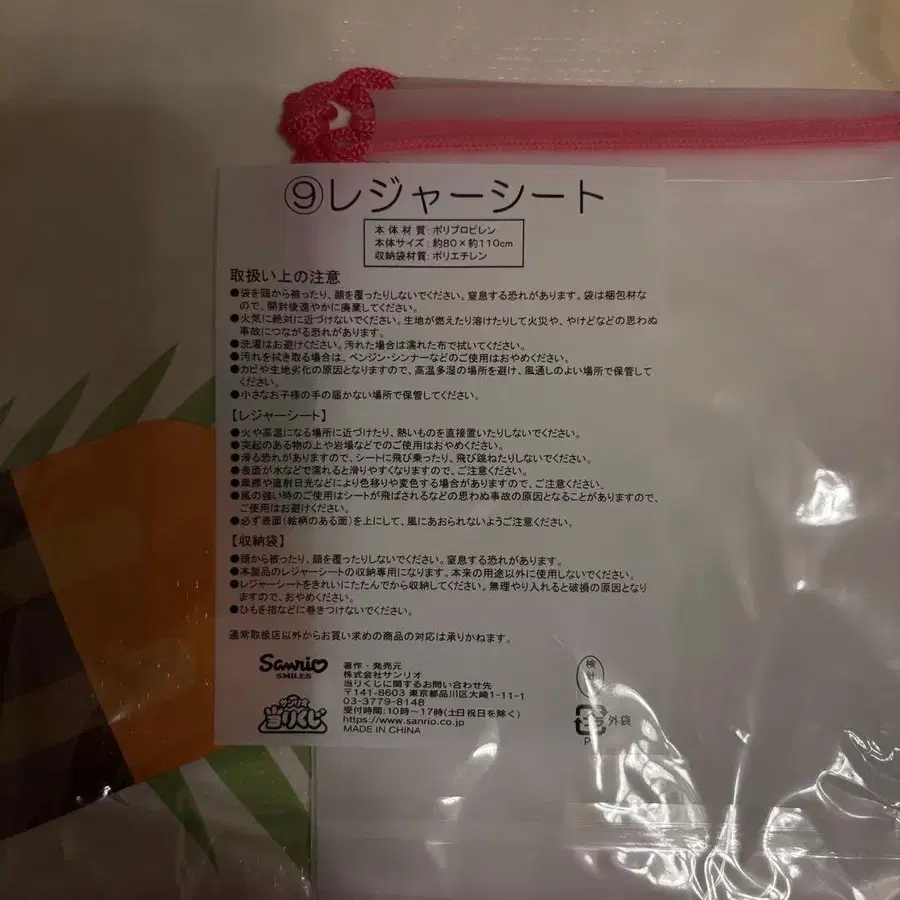 ⑨レジャーシート
本体材質:ポリプロピレン
本体サイズ:約80×約110cm
収納袋材質:ポリエチレン
取扱い上の注意
●袋を頭から被ったり、顔を覆ったりしないでください。窒息する恐れがあります。袋は梱包材な
ので、開封後速やかに廃棄してください。
●火気に絶対に近づけないでください。生地が燃えたり溶けたりして火災や、やけどなどの思わぬ
事故につながる恐れがあります。
●洗濯はお避けください。汚れた場合は濡れた布で拭いてください。
●汚れを拭き取る場合は、ベンジン・シンナーなどのご使用はおやめください。
●カビや生地劣化の原因となりますので、高温多湿の場所を避け、風通しのよい場所で保管して
ください。
●小さなお子様の手の届かない場所で保管してください。
【レジャーシート】
●火や高温になる場所に近づけたり、熱いものを直接置いたりしないでください。
●突起のある物の上や岩場などでのご使用はおやめください。
●滑る恐れがありますので、シートに飛び乗ったり、飛び跳ねたりしないでください。
●表面が水などで濡れると滑りやすくなりますので、ご注意ください。
●摩擦や直射日光などにより色移りや変色する場合がありますので、ご注意ください。
●風の強い時のご使用はシートが飛ばされるなどの思わぬ事故の原因となることがありますので、
ご使用はお避けください。
●必ず表面(絵柄のある面)を上にして、風にあおられないようご注意ください。
【収納袋】
●頭から被ったり、顔を覆ったりしないでください。窒息する恐れがあります。
●本製品のレジャーシートの収納専用になります。本来の用途以外に使用しないでください。
●レジャーシートをきれいにたたんでから収納してください。無理やり入れると破損の原因となり
ますので、おやめください。
●ひもを指などに巻きつけないでください。
通常取扱店以外からお買い求めの商品の対応は承りかねます。
Sanrio
SMILES
サンリオ
当りくじ
著作・発売元
株式会社サンリオ
当りくじに関するお問い合わせ先
〒141-8603 東京都品川区大崎1-11-1
03-3779-8148
受付時間:10時〜17時(土日祝日を除く)
https://www.sanrio.co.jp
MADE IN CHINA
検
プラ
外袋